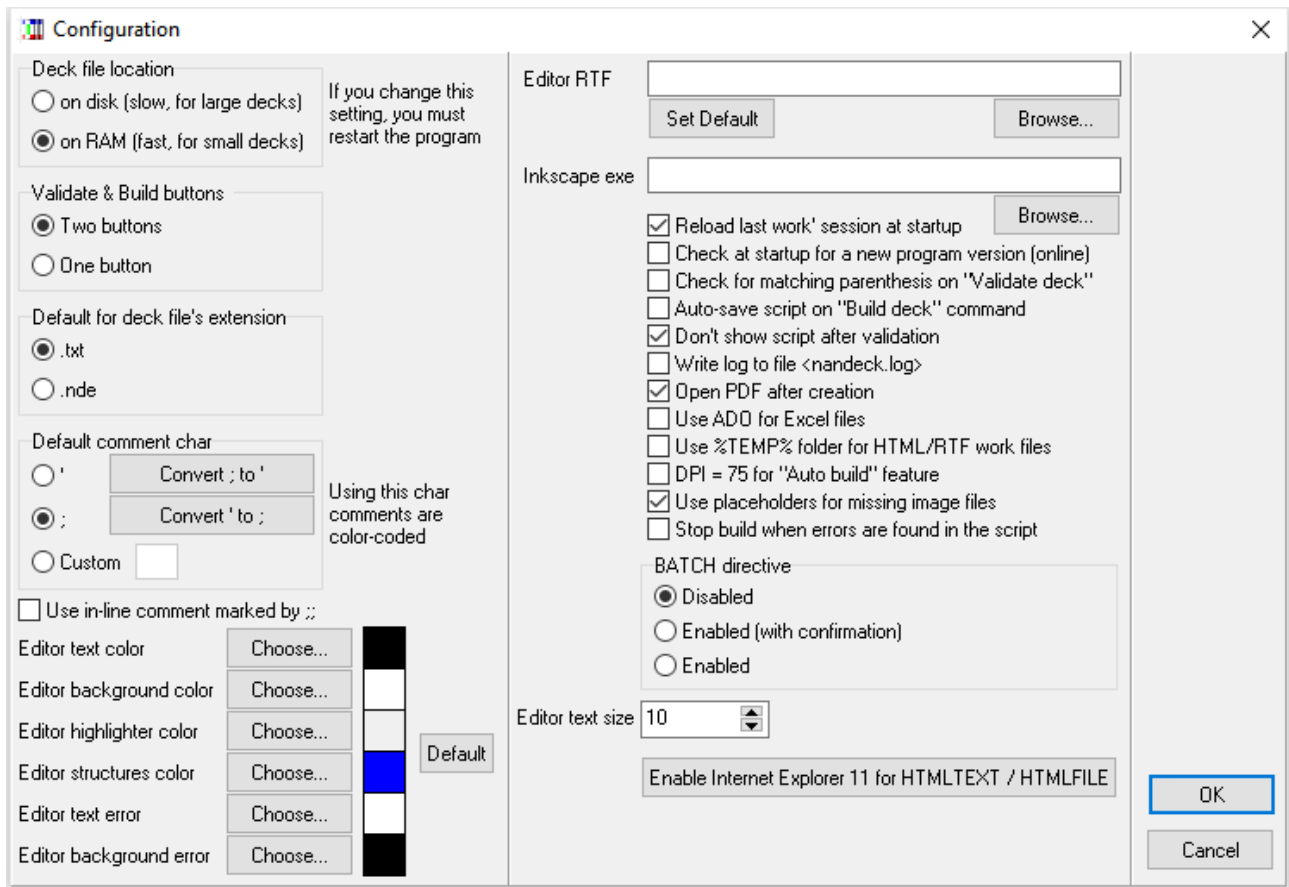 Configuration
Deck file location
on disk (slow, for large decks)
on RAM (fast, for small decks)
If you change this
setting, you must
restart the program
Validate & Build buttons
Two buttons
One button
Default for deck file's extension
.txt
.nde
Default comment char
'
Convert ; to '
;
Convert ' to ;
Custom
Using this char
comments are
color-coded
Use in-line comment marked by ;;
Editor text color
Choose...
Editor background color
Choose...
Editor highlighter color
Choose...
Editor structures color
Choose...
Editor text error
Choose...
Editor background error
Choose...
Default
Editor RTF
Set Default
Browse...
Inkscape exe
Browse...
Reload last work' session at startup
Check at startup for a new program version (online)
Check for matching parenthesis on "Validate deck"
Auto-save script on "Build deck" command
Don't show script after validation
Write log to file <nandeck.log>
Open PDF after creation
Use ADO for Excel files
Use %TEMP% folder for HTML/RTF work files
DPI = 75 for "Auto build" feature
Use placeholders for missing image files
Stop build when errors are found in the script
BATCH directive
Disabled
Enabled (with confirmation)
Enabled
Editor text size
10
Enable Internet Explorer 11 for HTMLTEXT / HTMLFILE
OK
Cancel